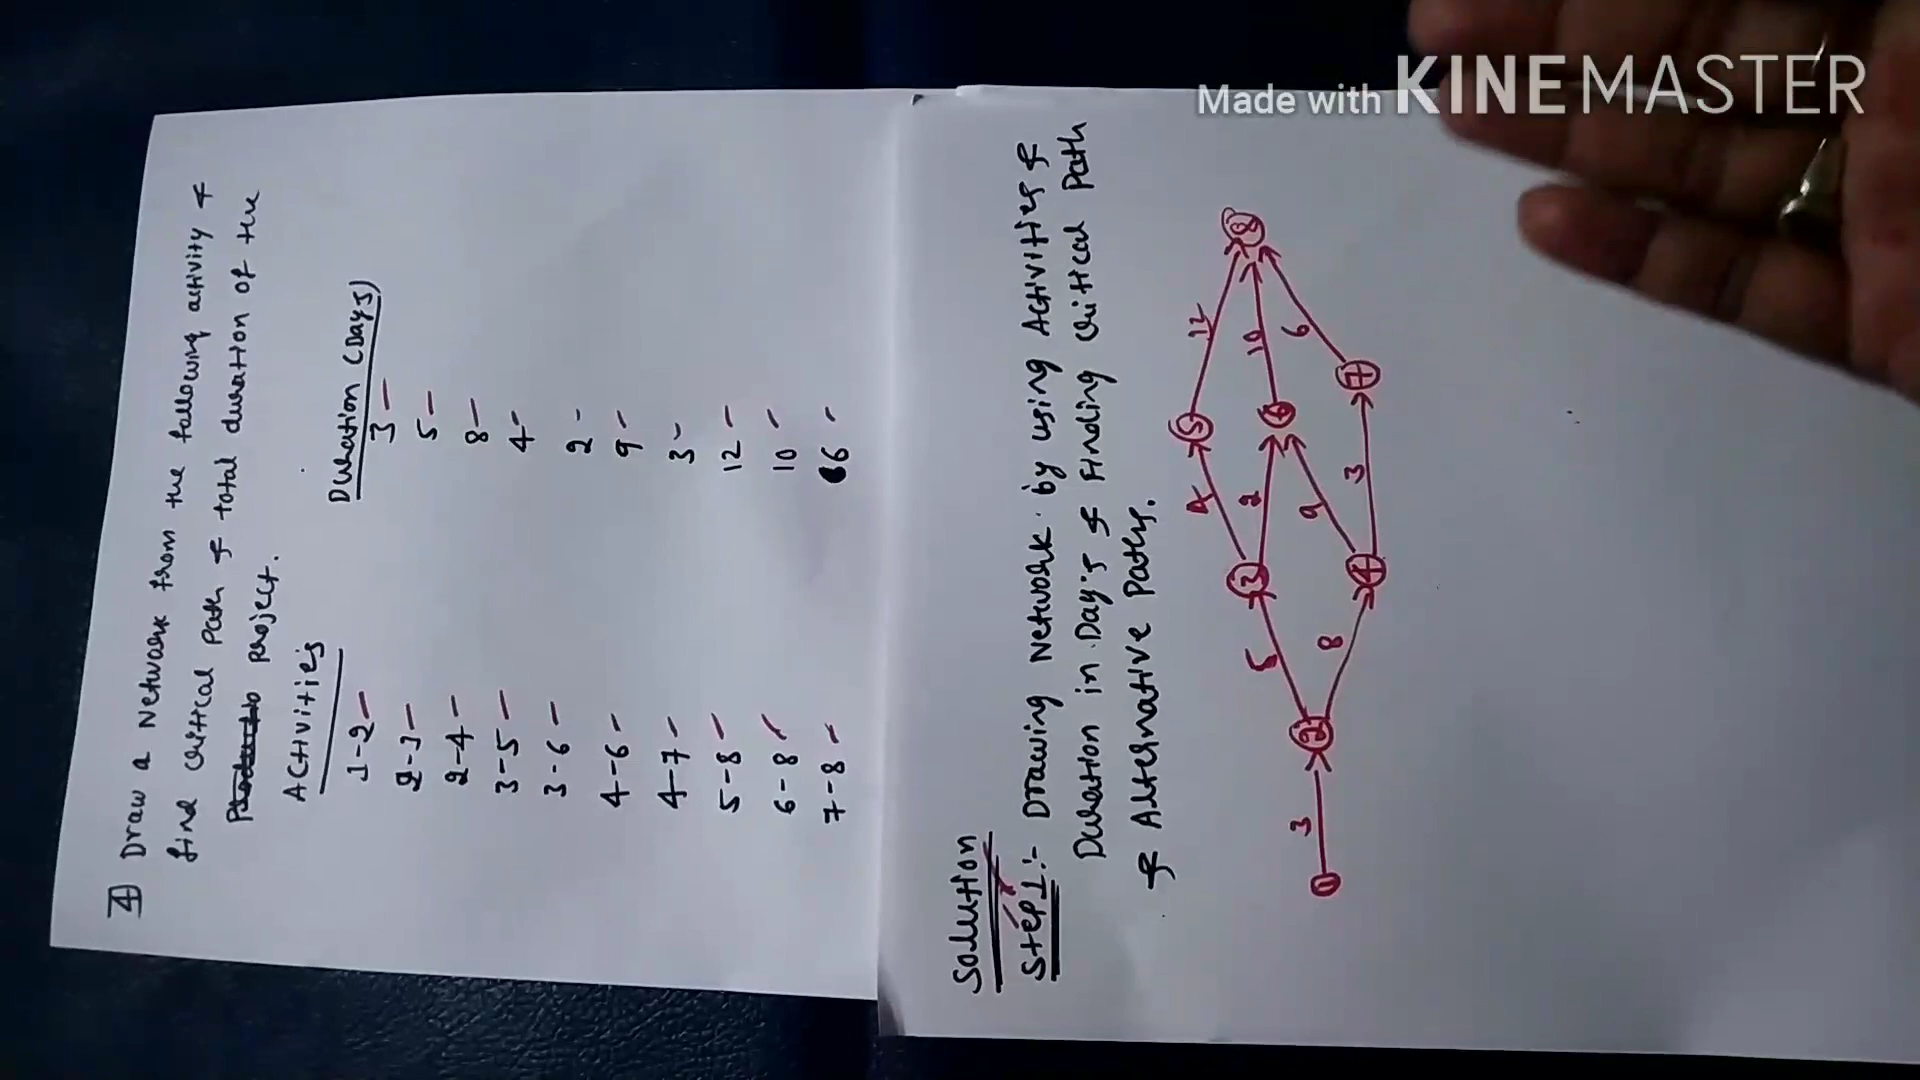 Made with KINEMASTER
4 Draw a Network from the following activity &
find critical path & total duration of the
project.
Activities Duration (Days)
1-2 3
2-3 5
2-4 8
3-5 4
3-6 2
4-6 9
4-7 3
5-8 12
6-8 10
7-8 6
Solution
Step 1:- Drawing Network by using Activities &
Duration in Day's & Finding Critical Path
& Alternative Paths.
1 3 2 5 3 4 5 12 8
2 6 10
8 4 9
3 7 6